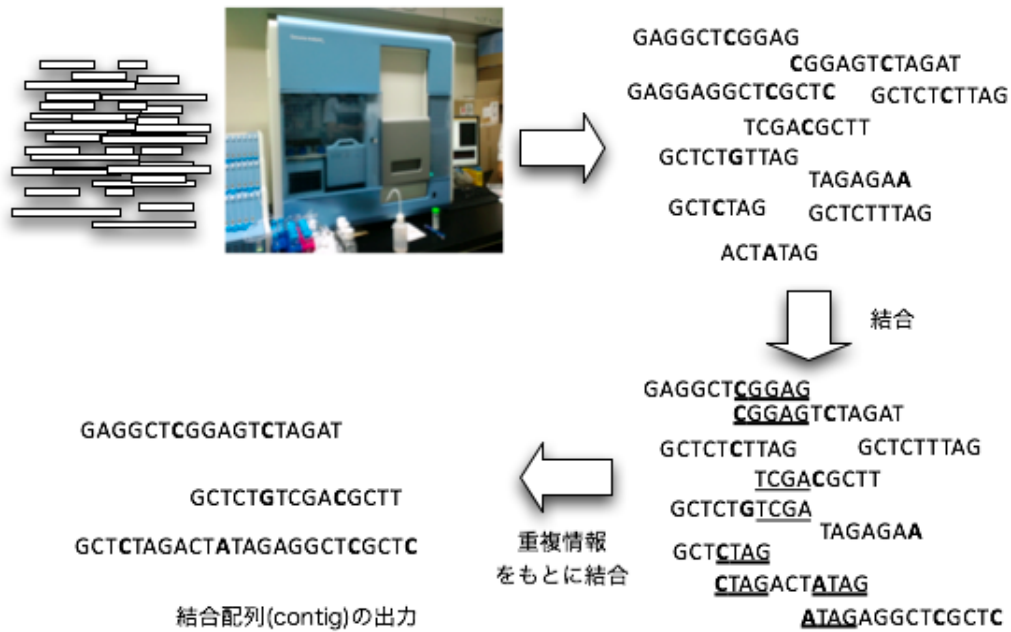 GAGGCTCGGAG
CGGAGTCTAGAT
GAGGAGGCTCGCTC
GCTCTCTTAG
TCGACGCTT
GCTCTGTTAG
TAGAGAA
GCTCTAG
GCTCTTTAG
ACTATAG
結合
GAGGCTCGGAG
CGGAGTCTAGAT
GCTCTCTTAG
GCTCTTTAG
TCGACGCTT
GCTCTGTCGA
TAGAGAA
GCTCTAG
CTAGACTATAG
ATAGAGGCTCGCTC
重複情報
をもとに結合
GAGGCTCGGAGTCTAGAT
GCTCTGTCGACGCTT
GCTCTAGACTATAGAGGCTCGCTC
結合配列(contig)の出力